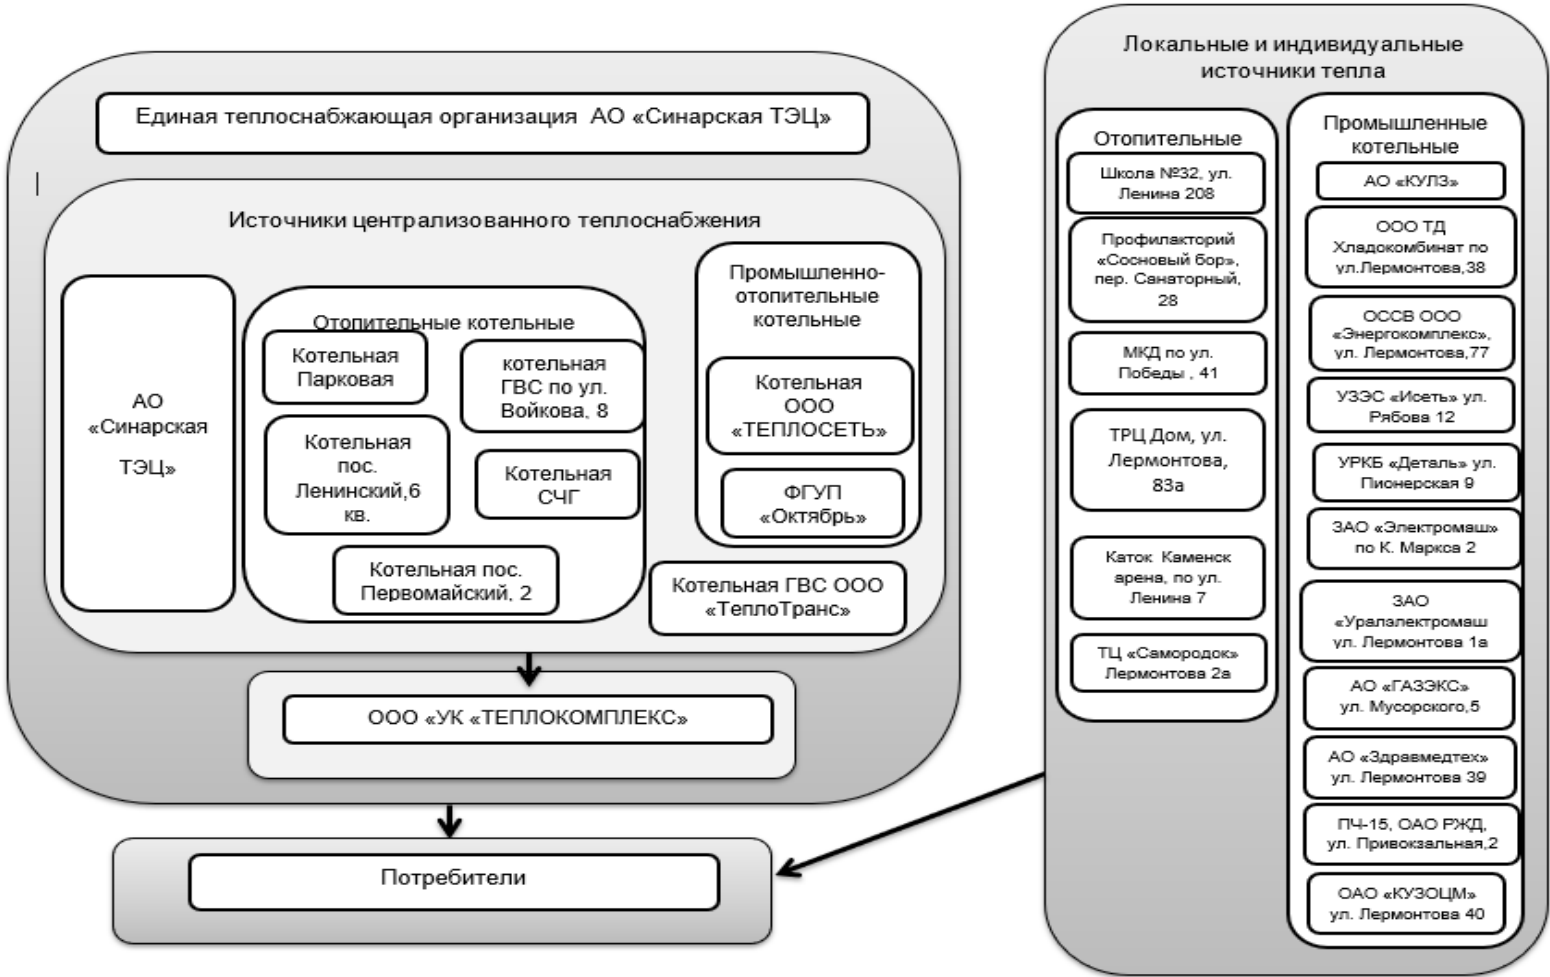 Единая теплоснабжающая организация АО «Синарская ТЭЦ»
Источники централизованного теплоснабжения
АО
«Синарская
ТЭЦ»
Отопительные котельные
Котельная
Парковая
котельная
ГВС по ул.
Войкова, 8
Котельная
пос.
Ленинский,6
кв.
Котельная
СЧГ
Котельная пос.
Первомайский, 2
Промышленно-
отопительные
котельные
Котельная
ООО
«ТЕПЛОСЕТЬ»
ФГУП
«Октябрь»
Котельная ГВС ООО
«ТеплоТранс»
ООО «УК «ТЕПЛОКОМПЛЕКС»
Потребители
Локальные и индивидуальные
источники тепла
Отопительные
Школа №32, ул.
Ленина 208
Профилакторий
«Сосновый бор»,
пер. Санаторный,
28
МКД по ул.
Победы , 41
ТРЦ Дом, ул.
Лермонтова,
83а
Каток Каменск
арена, по ул.
Ленина 7
ТЦ «Самородок»
Лермонтова 2а
Промышленные
котельные
АО «КУЛЗ»
ООО ТД
Хладокомбинат по
ул.Лермонтова,38
ОССВ ООО
«Энергокомплекс»,
ул. Лермонтова,77
УЗЭС «Исеть» ул.
Рябова 12
УРКБ «Деталь» ул.
Пионерская 9
ЗАО «Электромаш»
по К. Маркса 2
ЗАО
«Уралэлектромаш
ул. Лермонтова 1а
АО «ГАЗЭКС»
ул. Мусорского,5
АО «Здравмедтех»
ул. Лермонтова 39
ПЧ-15, ОАО РЖД,
ул. Привокзальная,2
ОАО «КУЗОЦМ»
ул. Лермонтова 40